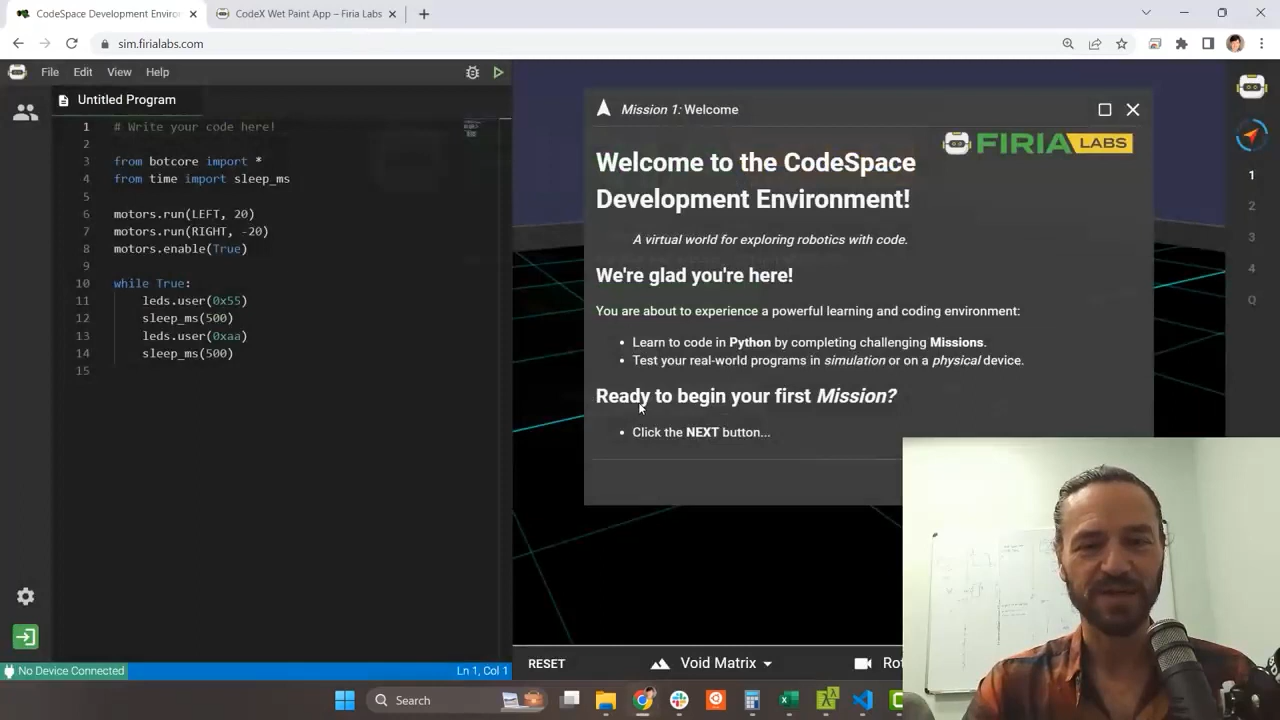 CodeSpace Development Enviror
CodeX Wet Paint App – Firia Labs
sim.firialabs.com
File Edit View Help
Untitled Program
1 # Write your code here!
2
3 from botcore import *
4 from time import sleep_ms
5
6 motors.run(LEFT, 20)
7 motors.run(RIGHT, -20)
8 motors.enable(True)
9
10 while True:
11 leds.user(0x55)
12 sleep_ms(500)
13 leds.user(0xaa)
14 sleep_ms(500)
15
No Device Connected
Ln 1, Col 1
Mission 1: Welcome
FIRIA LABS
Welcome to the CodeSpace
Development Environment!
A virtual world for exploring robotics with code.
We're glad you're here!
You are about to experience a powerful learning and coding environment:
• Learn to code in Python by completing challenging Missions.
• Test your real-world programs in simulation or on a physical device.
Ready to begin your first Mission?
• Click the NEXT button...
1
2
3
4
Q
RESET
Void Matrix
Rot
Search